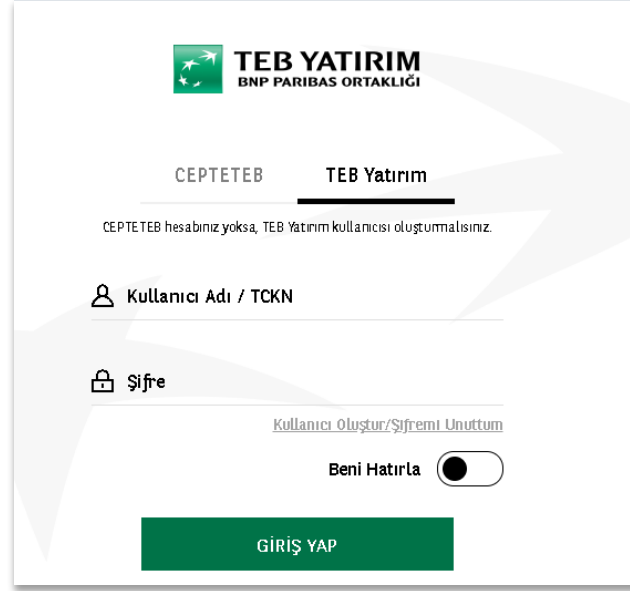 TEB YATIRIM
BNP PARIBAS ORTAKLIĞI
CEPTETEB TEB Yatırım
CEPTETEB hesabınız yoksa, TEB Yatırım kullanıcısı oluşturmalısınız.
Kullanıcı Adı / TCKN
Şifre
Kullanıcı Oluştur/Şifremi Unuttum
Beni Hatırla
GİRİŞ YAP